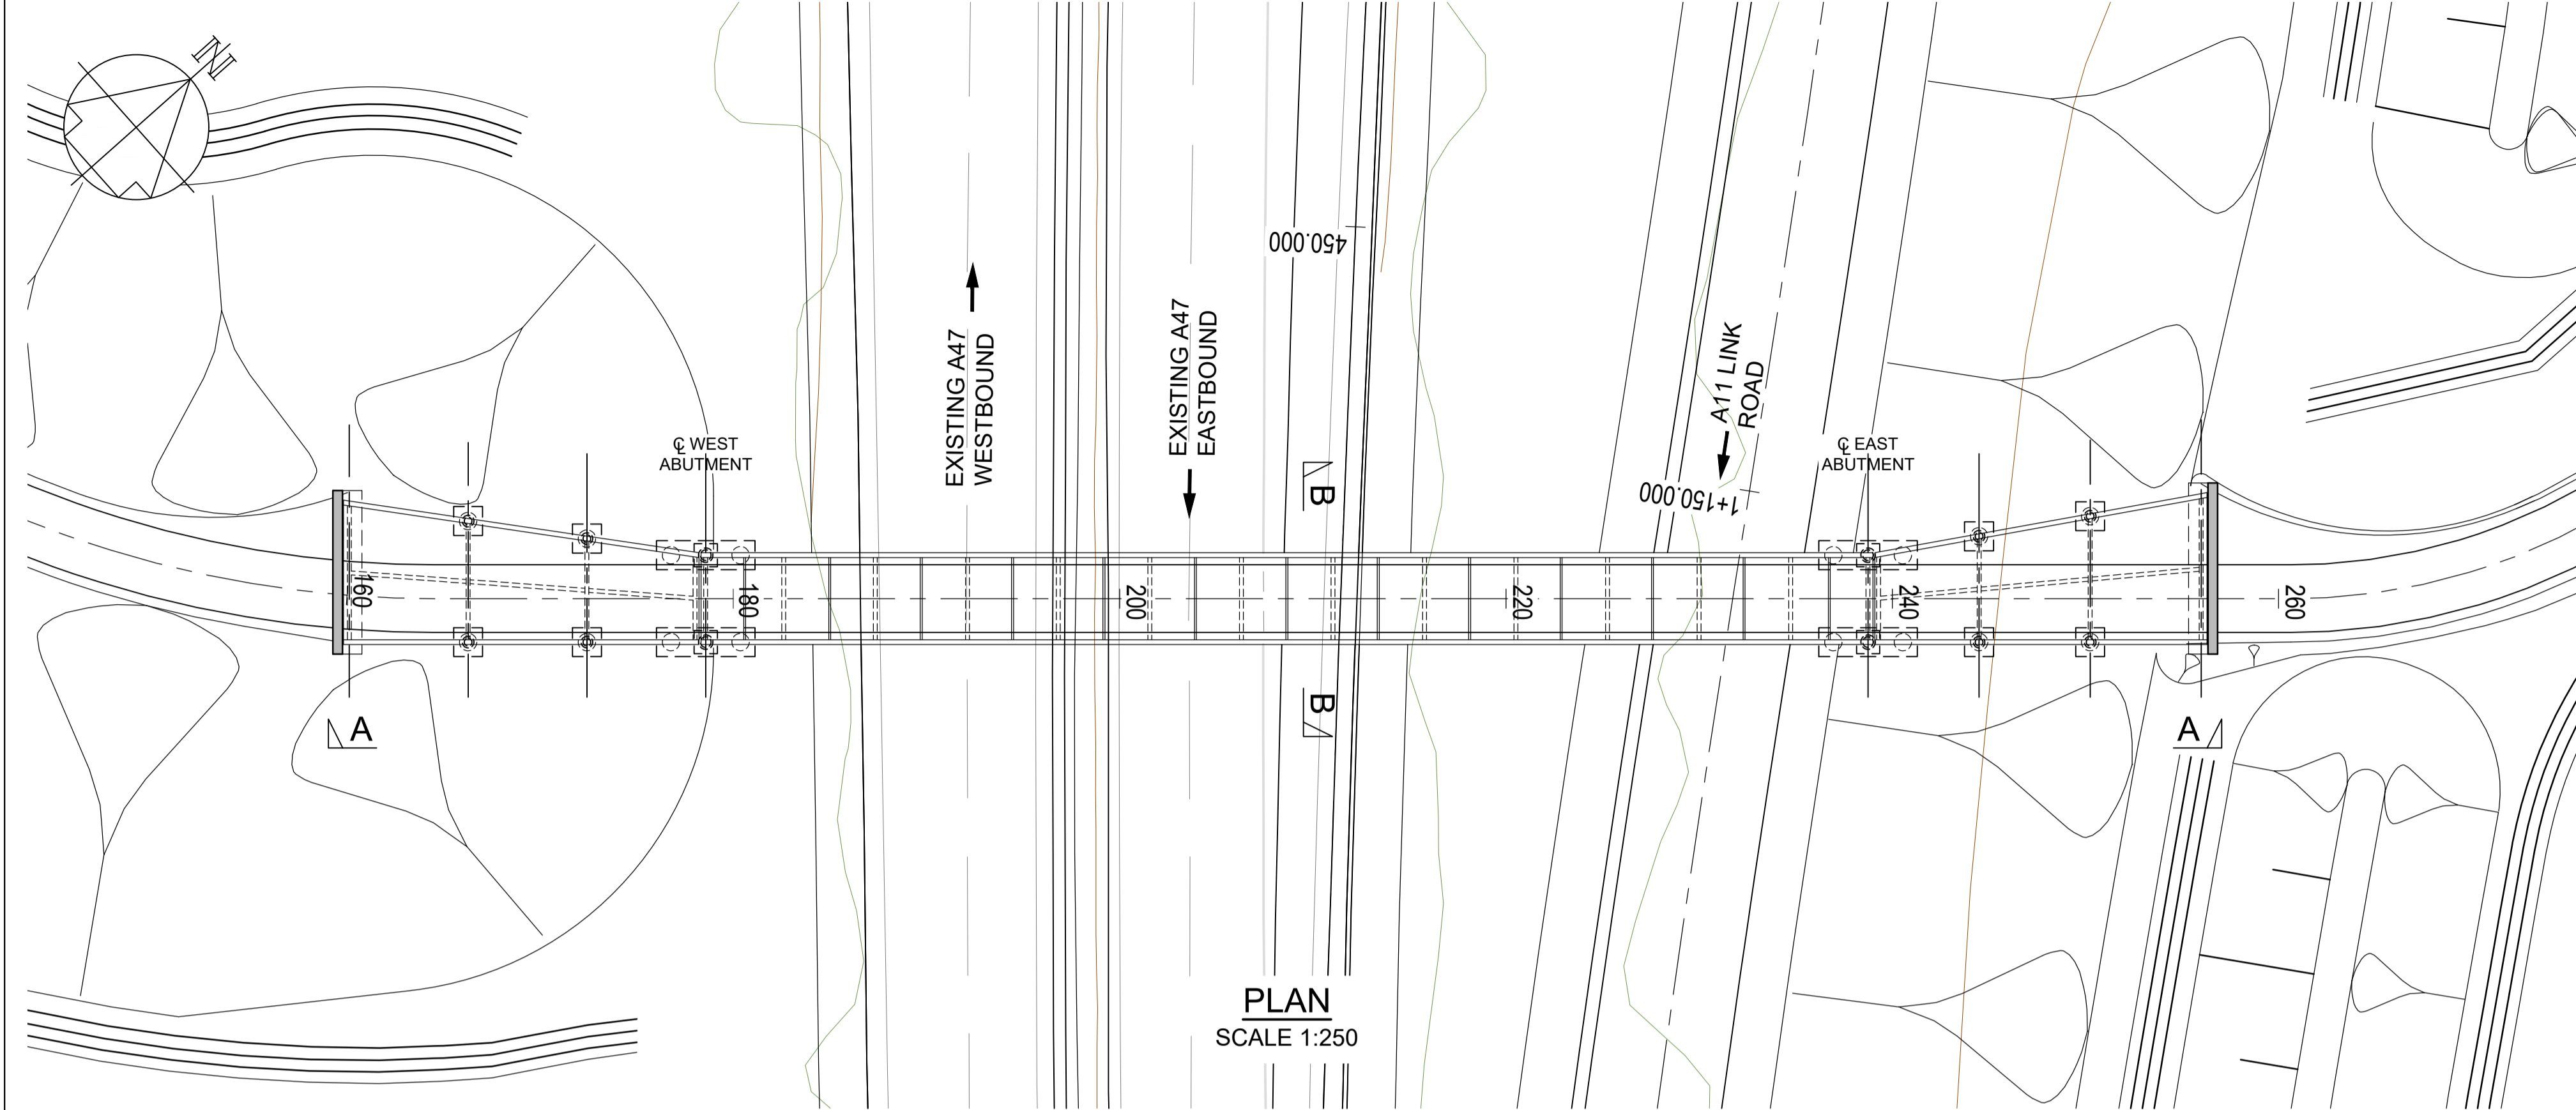 N
450.000
EXISTING A47
WESTBOUND
EXISTING A47
EASTBOUND
A11 LINK
ROAD
℄ WEST
ABUTMENT
℄ EAST
ABUTMENT
B
1+150.000
160
180
200
220
240
260
B
A
A
PLAN
SCALE 1:250